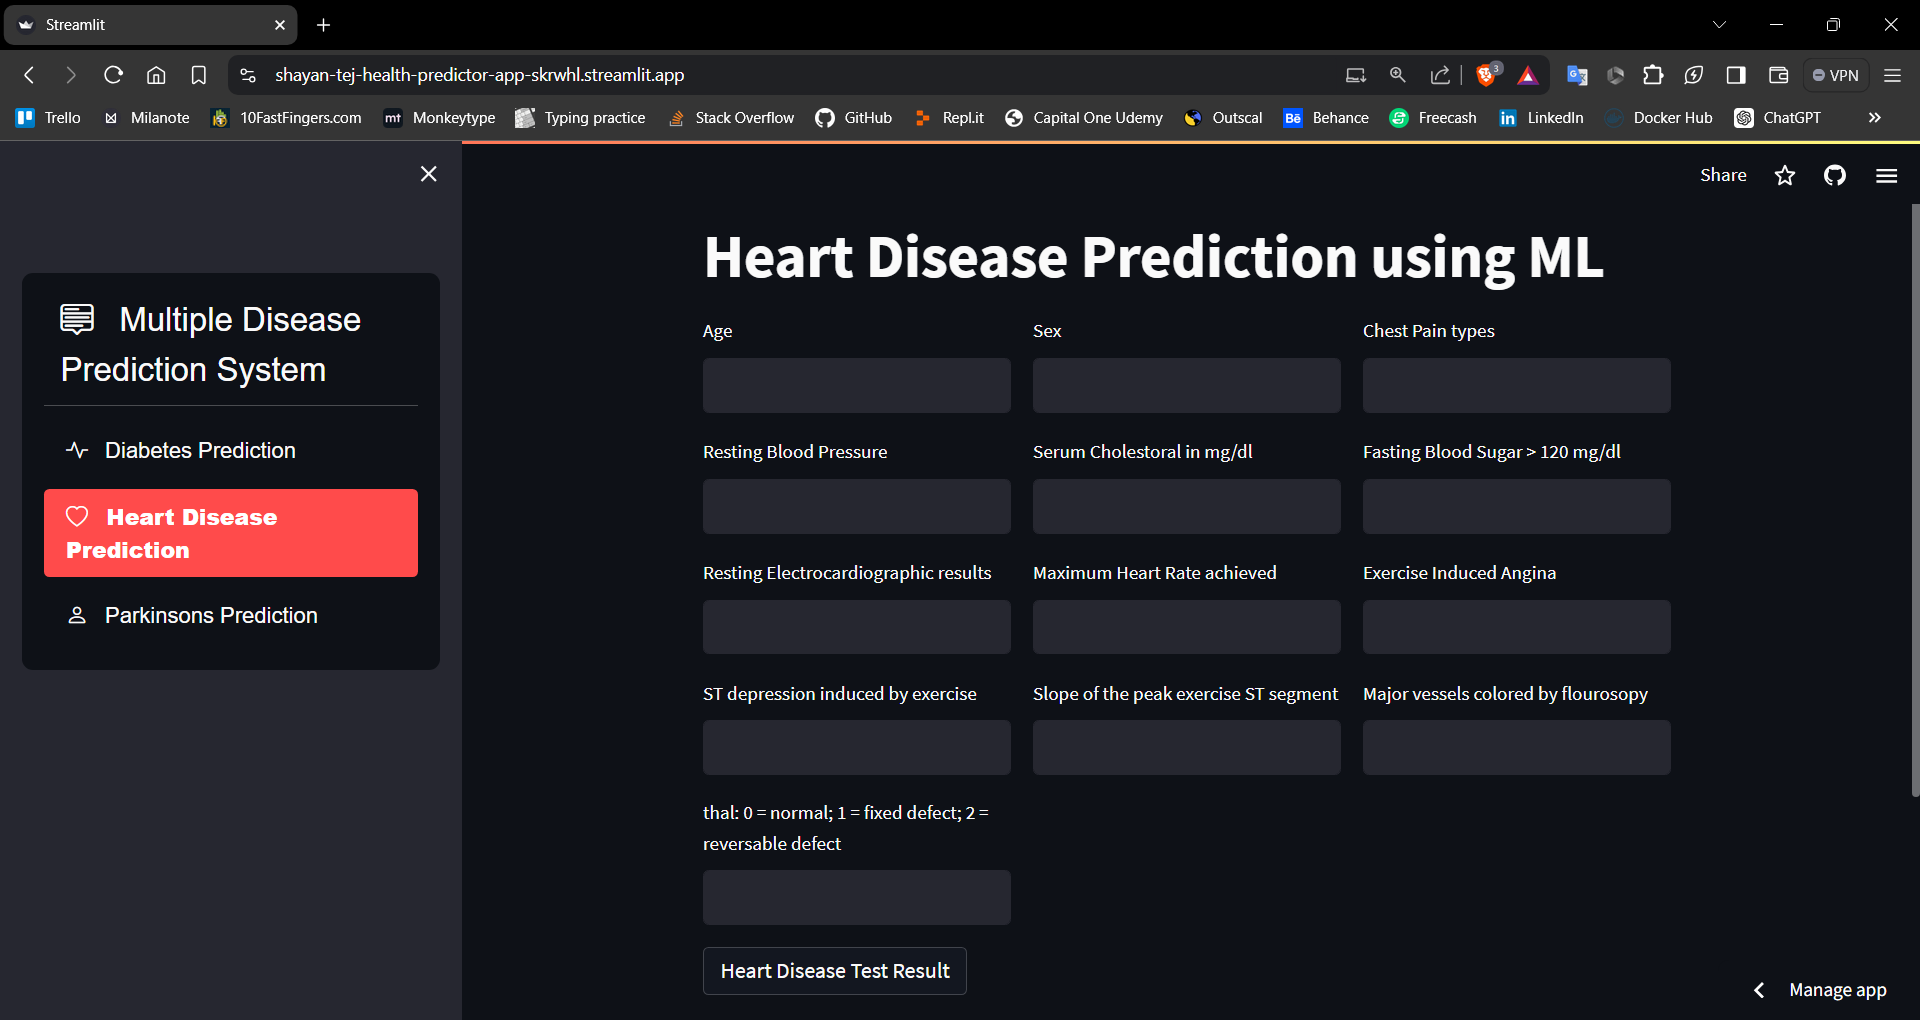 Streamlit
shayan-tej-health-predictor-app-skrwhl.streamlit.app
3
VPN
Trello
Milanote
10FastFingers.com
mt Monkeytype
Typing practice
Stack Overflow
GitHub
Repl.it
Capital One Udemy
Outscal
Bē Behance
Freecash
in LinkedIn
Docker Hub
ChatGPT
Share
Multiple Disease
Prediction System
Diabetes Prediction
Heart Disease
Prediction
Parkinsons Prediction
Heart Disease Prediction using ML
Age
Sex
Chest Pain types
Resting Blood Pressure
Serum Cholestoral in mg/dl
Fasting Blood Sugar > 120 mg/dl
Resting Electrocardiographic results
Maximum Heart Rate achieved
Exercise Induced Angina
ST depression induced by exercise
Slope of the peak exercise ST segment
Major vessels colored by flourosopy
thal: 0 = normal; 1 = fixed defect; 2 =
reversable defect
Heart Disease Test Result
Manage app